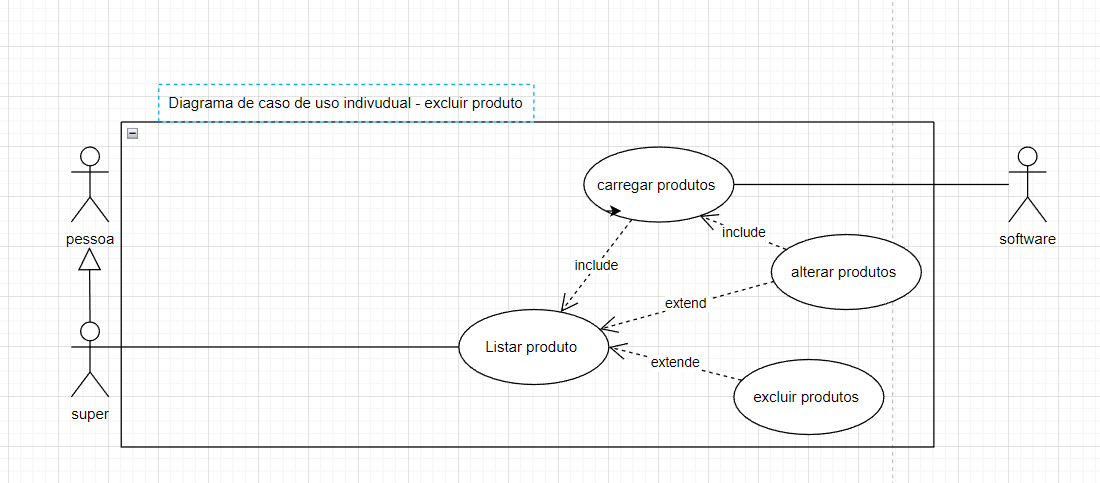 Diagrama de caso de uso indivudual - excluir produto
carregar produtos
pessoa
software
include
include
alterar produtos
extend
Listar produto
extende
excluir produtos
super